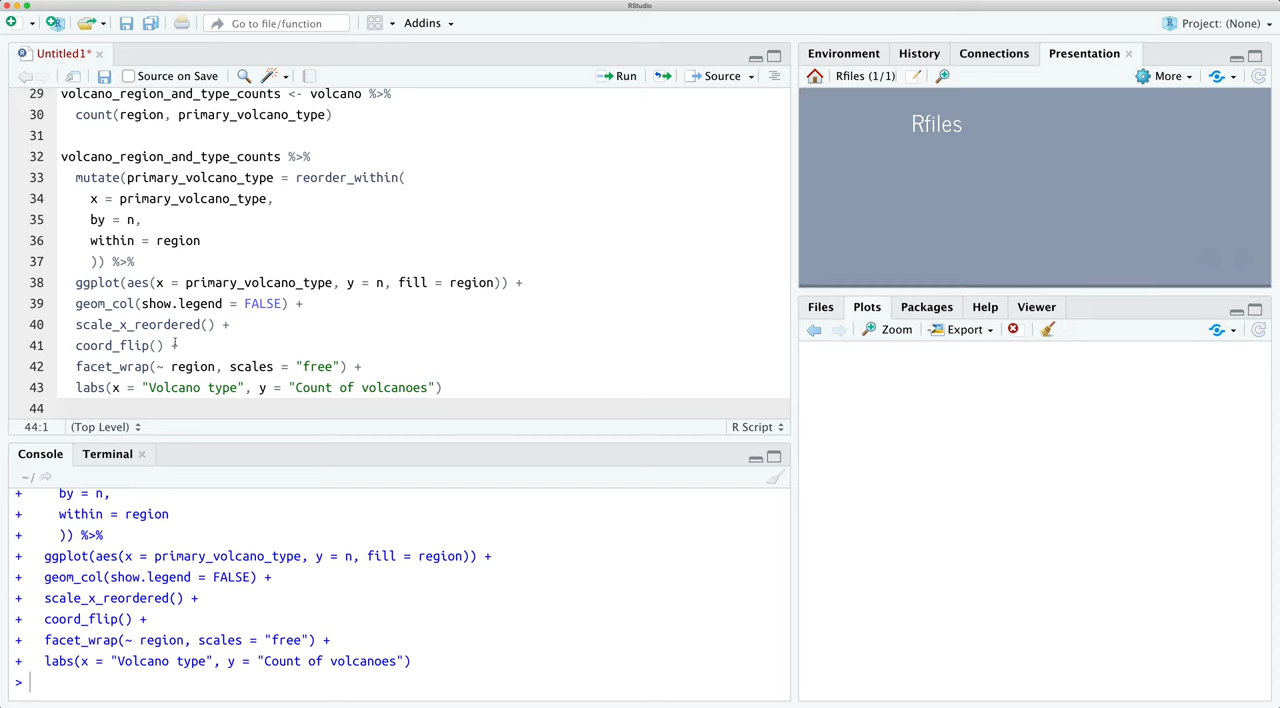 RStudio
Go to file/function
Addins
Project: (None)
Untitled1*
Source on Save
Run
Source
29 volcano_region_and_type_counts <- volcano %>%
30 count(region, primary_volcano_type)
31
32 volcano_region_and_type_counts %>%
33 mutate(primary_volcano_type = reorder_within(
34 x = primary_volcano_type,
35 by = n,
36 within = region
37 )) %>%
38 ggplot(aes(x = primary_volcano_type, y = n, fill = region)) +
39 geom_col(show.legend = FALSE) +
40 scale_x_reordered() +
41 coord_flip()
42 facet_wrap(~ region, scales = "free") +
43 labs(x = "Volcano type", y = "Count of volcanoes")
44
44:1 (Top Level) R Script
Console Terminal
~/
+ by = n,
+ within = region
+ )) %>%
+ ggplot(aes(x = primary_volcano_type, y = n, fill = region)) +
+ geom_col(show.legend = FALSE) +
+ scale_x_reordered() +
+ coord_flip() +
+ facet_wrap(~ region, scales = "free") +
+ labs(x = "Volcano type", y = "Count of volcanoes")
>
Environment History Connections Presentation
Rfiles (1/1) More
Rfiles
Files Plots Packages Help Viewer
Zoom Export